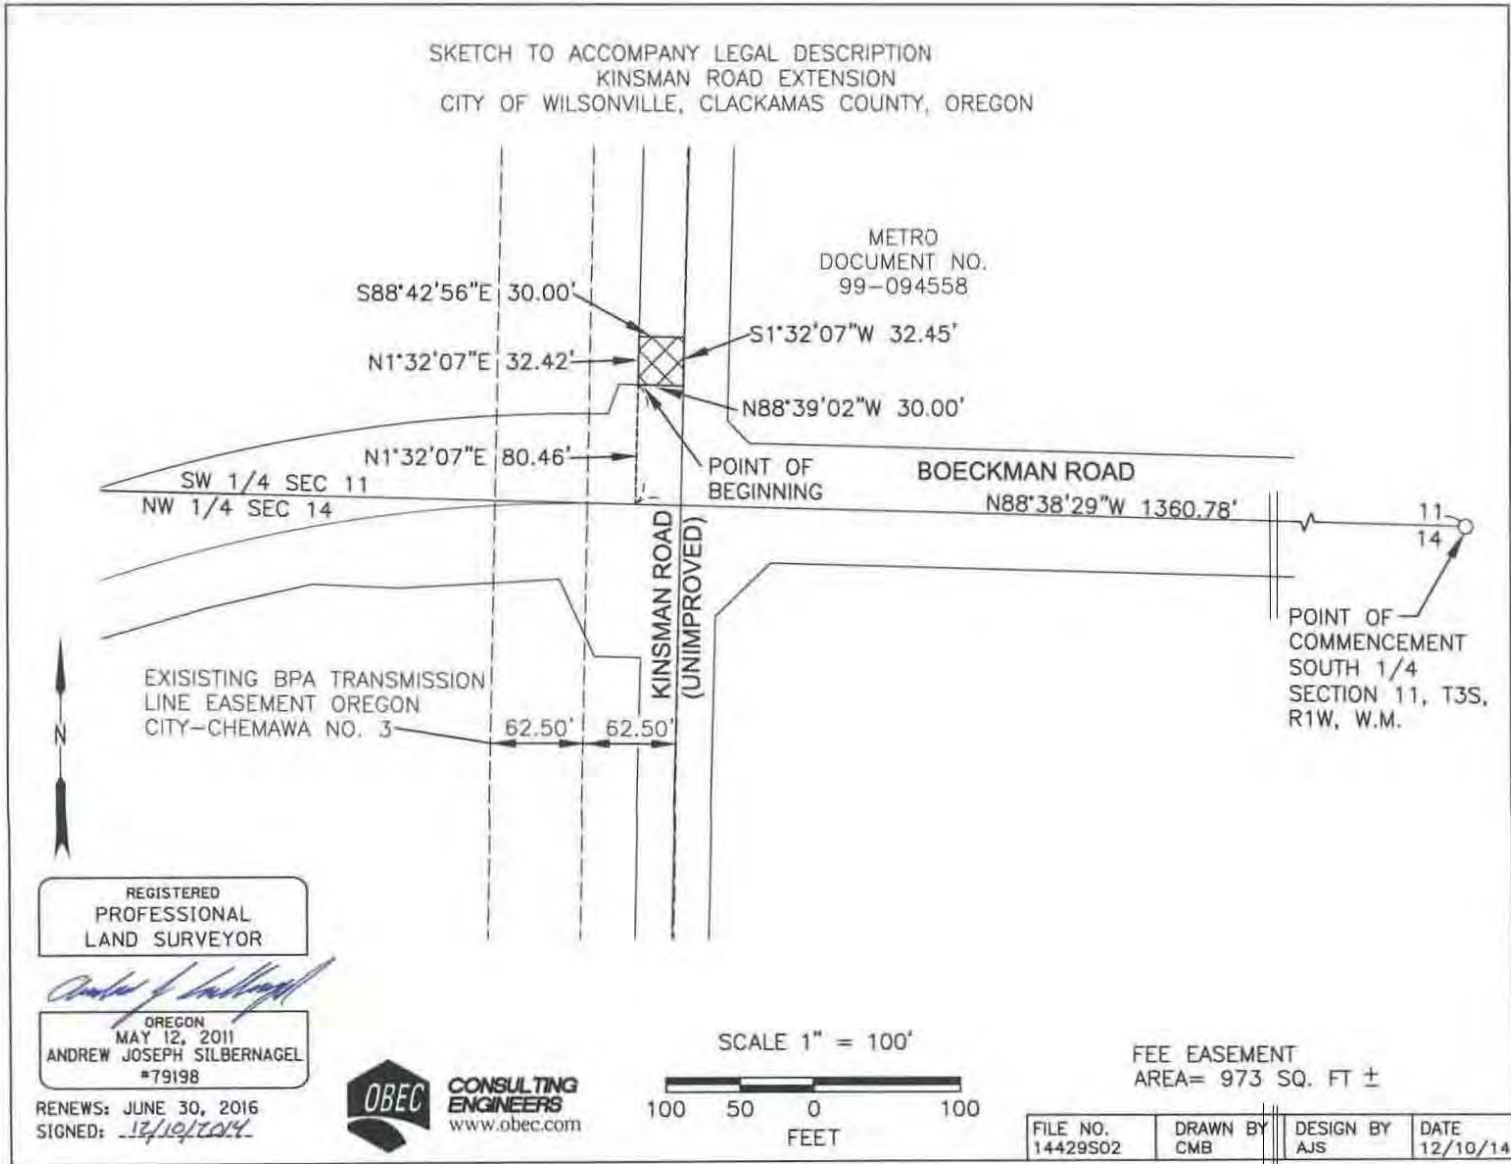 SKETCH TO ACCOMPANY LEGAL DESCRIPTION
KINSMAN ROAD EXTENSION
CITY OF WILSONVILLE, CLACKAMAS COUNTY, OREGON
METRO
DOCUMENT NO.
99-094558
S88°42'56"E 30.00'
S1°32'07"W 32.45'
N1°32'07"E 32.42'
N88°39'02"W 30.00'
N1°32'07"E 80.46'
POINT OF
BEGINNING
BOECKMAN ROAD
SW 1/4 SEC 11
NW 1/4 SEC 14
N88°38'29"W 1360.78'
11
14
KINSMAN ROAD
(UNIMPROVED)
POINT OF
COMMENCEMENT
SOUTH 1/4
SECTION 11, T3S,
R1W, W.M.
EXISISTING BPA TRANSMISSION
LINE EASEMENT OREGON
CITY-CHEMAWA NO. 3
62.50' 62.50'
N
REGISTERED
PROFESSIONAL
LAND SURVEYOR
OREGON
MAY 12, 2011
ANDREW JOSEPH SILBERNAGEL
#79198
RENEWS: JUNE 30, 2016
SIGNED: 12/10/2014
OBEC
CONSULTING
ENGINEERS
www.obec.com
SCALE 1" = 100'
100 50 0 100
FEET
FEE EASEMENT
AREA= 973 SQ. FT ±
FILE NO. DRAWN BY DESIGN BY DATE
14429S02 CMB AJS 12/10/14